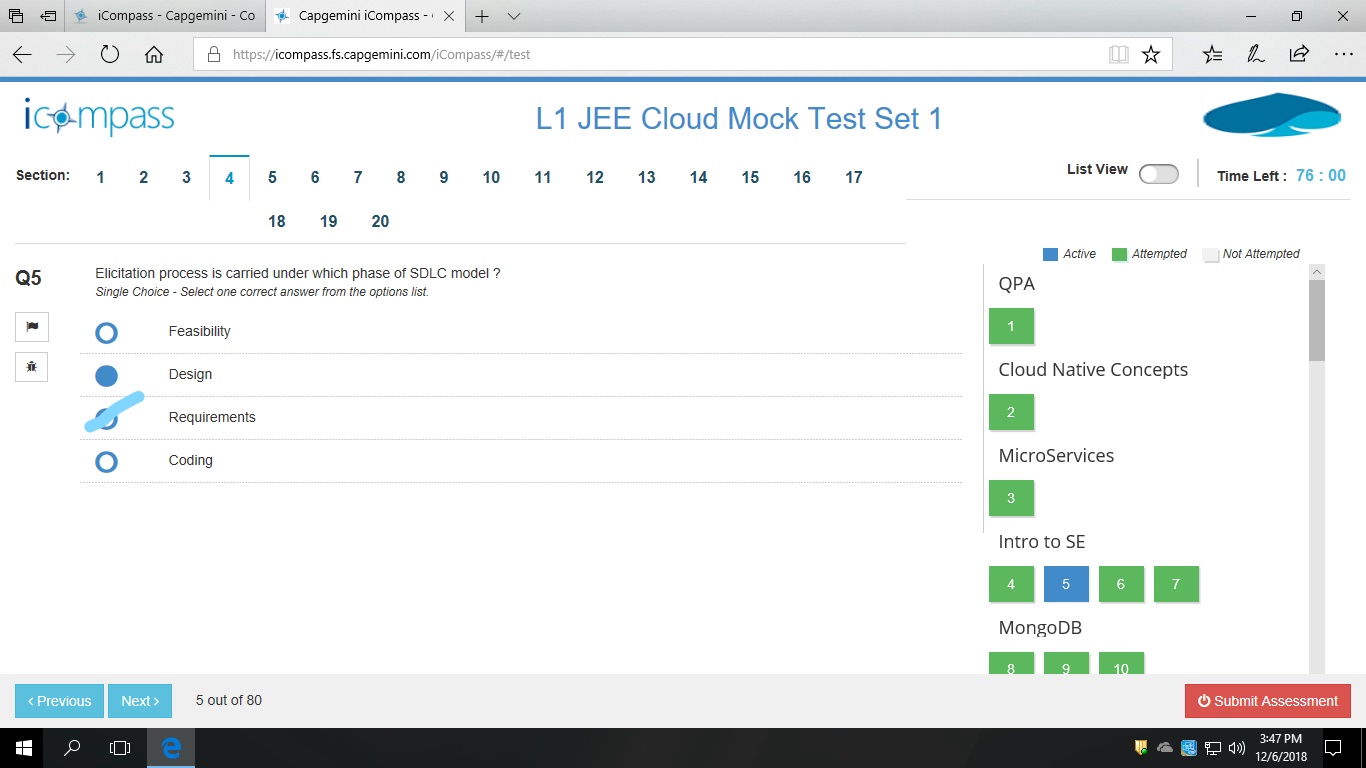 iCompass - Capgemini - Co
Capgemini iCompass -
https://icompass.fs.capgemini.com/iCompass/#/test
icompass
L1 JEE Cloud Mock Test Set 1
Section: 1 2 3 4 5 6 7 8 9 10 11 12 13 14 15 16 17
18 19 20
List View
Time Left : 76 : 00
Active Attempted Not Attempted
Q5
Elicitation process is carried under which phase of SDLC model ?
Single Choice - Select one correct answer from the options list.
Feasibility
Design
Requirements
Coding
QPA
1
Cloud Native Concepts
2
MicroServices
3
Intro to SE
4 5 6 7
MongoDB
8 9 10
‹ Previous
Next ›
5 out of 80
Submit Assessment
3:47 PM
12/6/2018